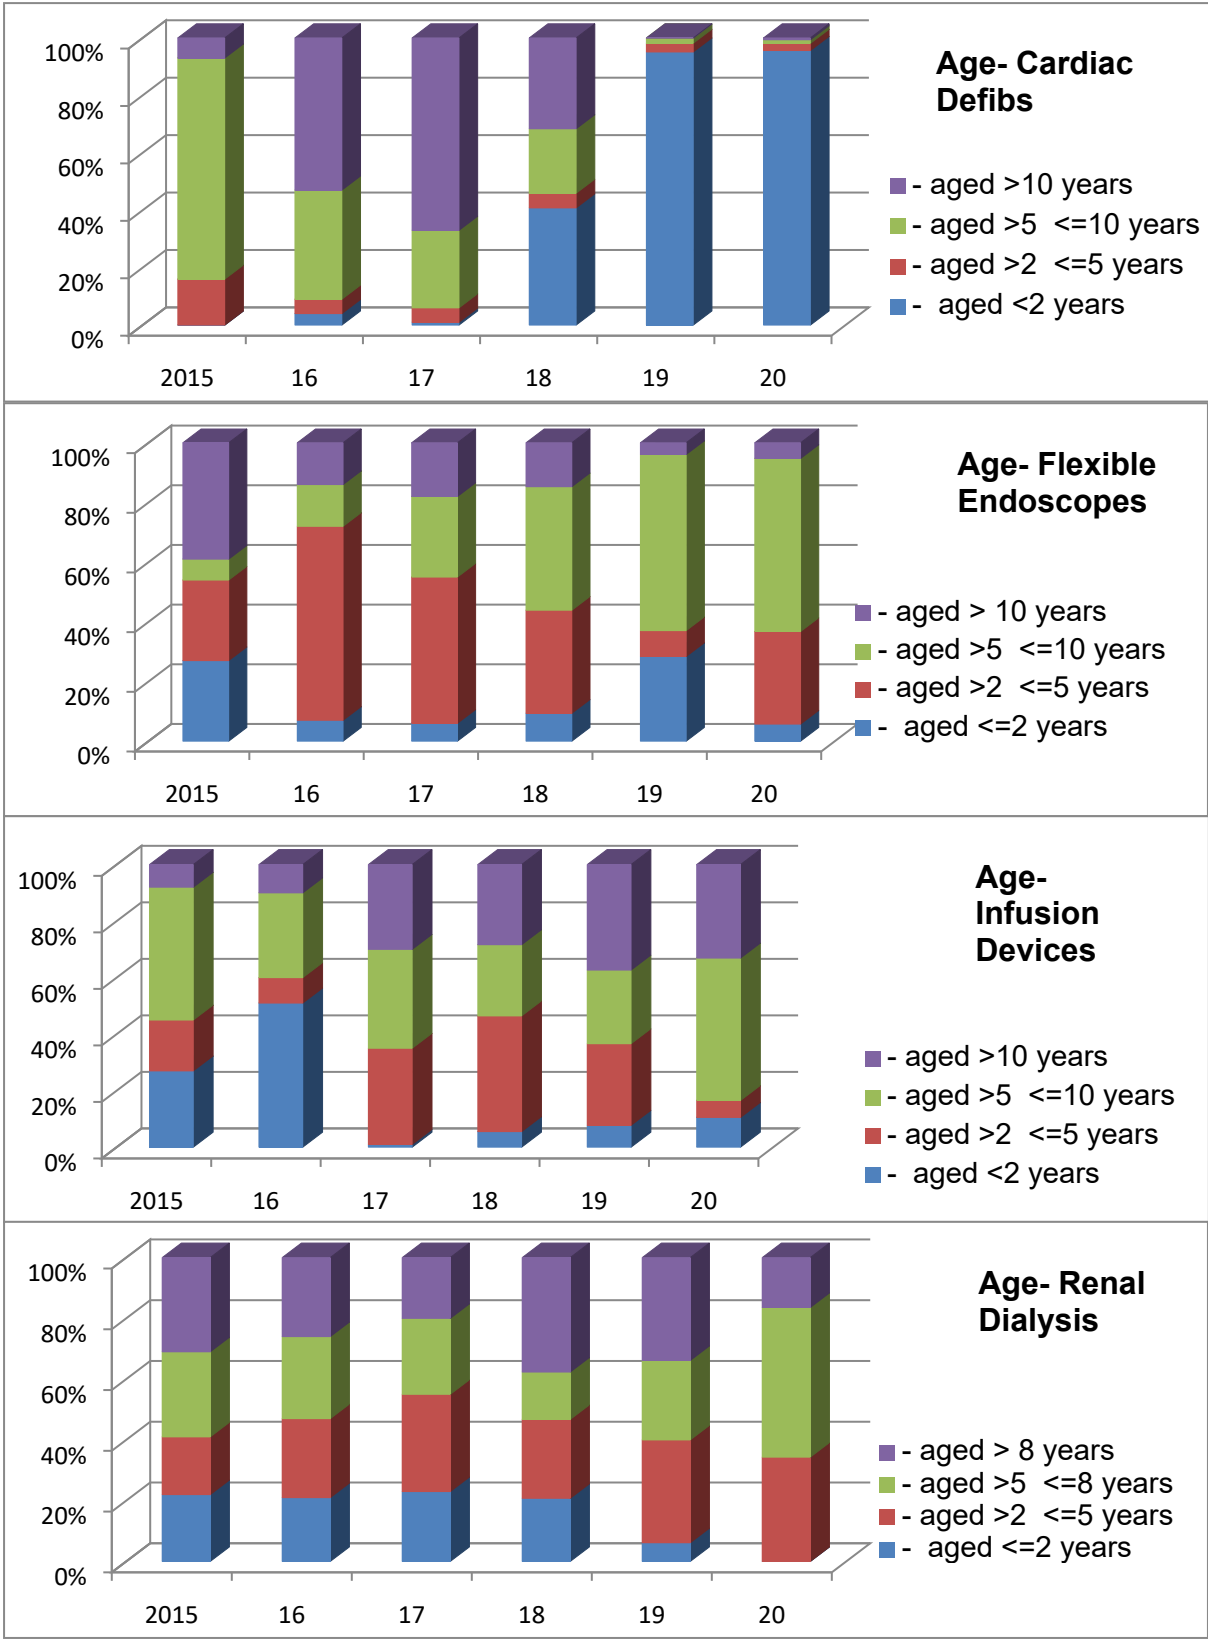 Age- Cardiac
Defibs
100%
80%
60%
40%
20%
0%
2015 16 17 18 19 20
- aged >10 years
- aged >5 <=10 years
- aged >2 <=5 years
- aged <2 years
Age- Flexible
Endoscopes
100%
80%
60%
40%
20%
0%
2015 16 17 18 19 20
- aged > 10 years
- aged >5 <=10 years
- aged >2 <=5 years
- aged <=2 years
Age-
Infusion
Devices
100%
80%
60%
40%
20%
0%
2015 16 17 18 19 20
- aged >10 years
- aged >5 <=10 years
- aged >2 <=5 years
- aged <2 years
Age- Renal
Dialysis
100%
80%
60%
40%
20%
0%
2015 16 17 18 19 20
- aged > 8 years
- aged >5 <=8 years
- aged >2 <=5 years
- aged <=2 years